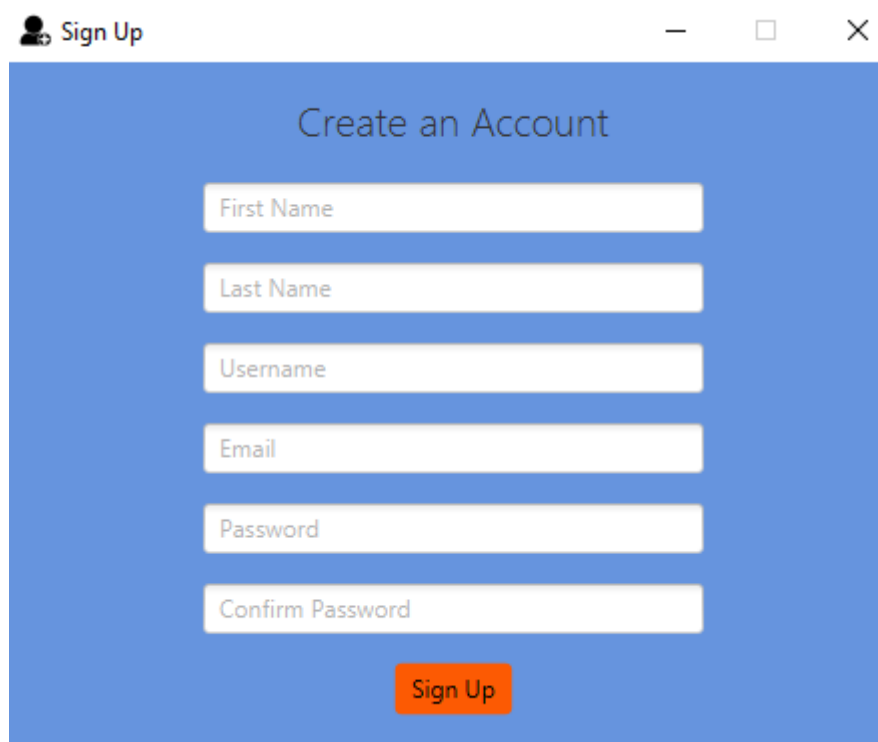 Sign Up
Create an Account
First Name
Last Name
Username
Email
Password
Confirm Password
Sign Up